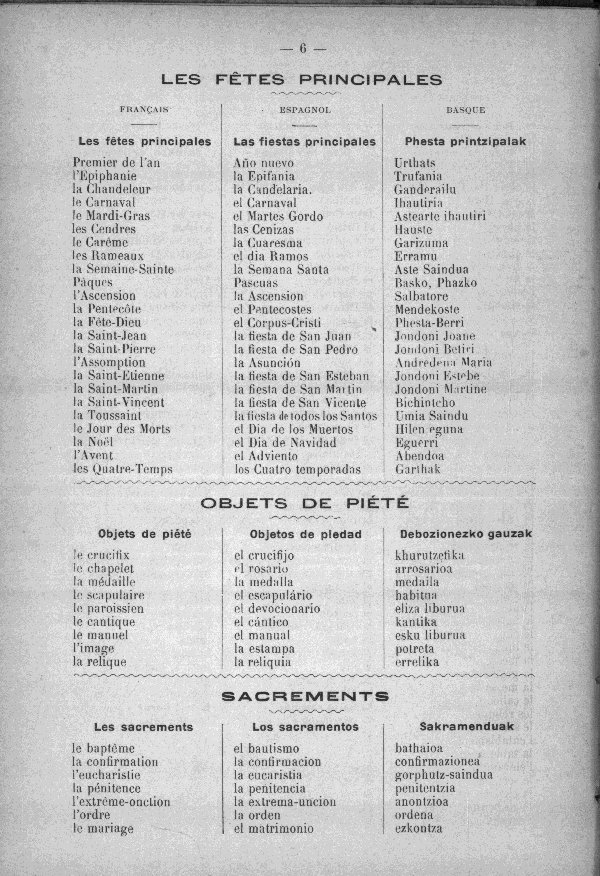 — 6 —
LES FÊTES PRINCIPALES
FRANÇAIS ESPAGNOL BASQUE
Les fêtes principales Las fiestas principales Phesta printzipalak
Premier de l'an Año nuevo Urthats
l'Epiphanie la Epifania Trufania
la Chandeleur la Candelaria. Ganderailu
le Carnaval el Carnaval Ihautiria
le Mardi-Gras el Martes Gordo Astearte ihautiri
les Cendres las Cenizas Hauste
le Carême la Cuaresma Garizuma
les Rameaux el dia Ramos Erramu
la Semaine-Sainte la Semana Santa Aste Saindua
Pâques Pascuas Basko, Phazko
l'Ascension la Ascension Salbatore
la Pentecôte el Pentecostes Mendekoste
la Fête-Dieu el Corpus-Cristi Phesta-Berri
la Saint-Jean la fiesta de San Juan Jondoni Joane
la Saint-Pierre la fiesta de San Pedro Jondoni Betiri
l'Assomption la Asunción Andredena Maria
la Saint-Etienne la fiesta de San Esteban Jondoni Estebe
la Saint-Martin la fiesta de San Martin Jondoni Martine
la Saint-Vincent la fiesta de San Vicente Bichintcho
la Toussaint la fiesta de todos los Santos Umia Saindu
le Jour des Morts el Dia de los Muertos Hilen eguna
la Noël el Dia de Navidad Eguerri
l'Avent el Adviento Abendoa
les Quatre-Temps los Cuatro temporadas Garthak
OBJETS DE PIÉTÉ
Objets de piété Objetos de piedad Debozionezko gauzak
le crucifix el crucifijo khurutzefika
le chapelet el rosario arrosarioa
la médaille la medalla medaila
le scapulaire el escapulário habitua
le paroissien el devocionario eliza liburua
le cantique el cántico kantika
le manuel el manual esku liburua
l'image la estampa potreta
la relique la reliquia errelika
SACREMENTS
Les sacrements Los sacramentos Sakramenduak
le baptême el bautismo bathaioa
la confirmation la confirmacion confirmazionea
l'eucharistie la eucaristia gorphutz-saindua
la pénitence la penitencia penitentzia
l'extrême-onction la extrema-uncion anontzioa
l'ordre la orden ordena
le mariage el matrimonio ezkontza